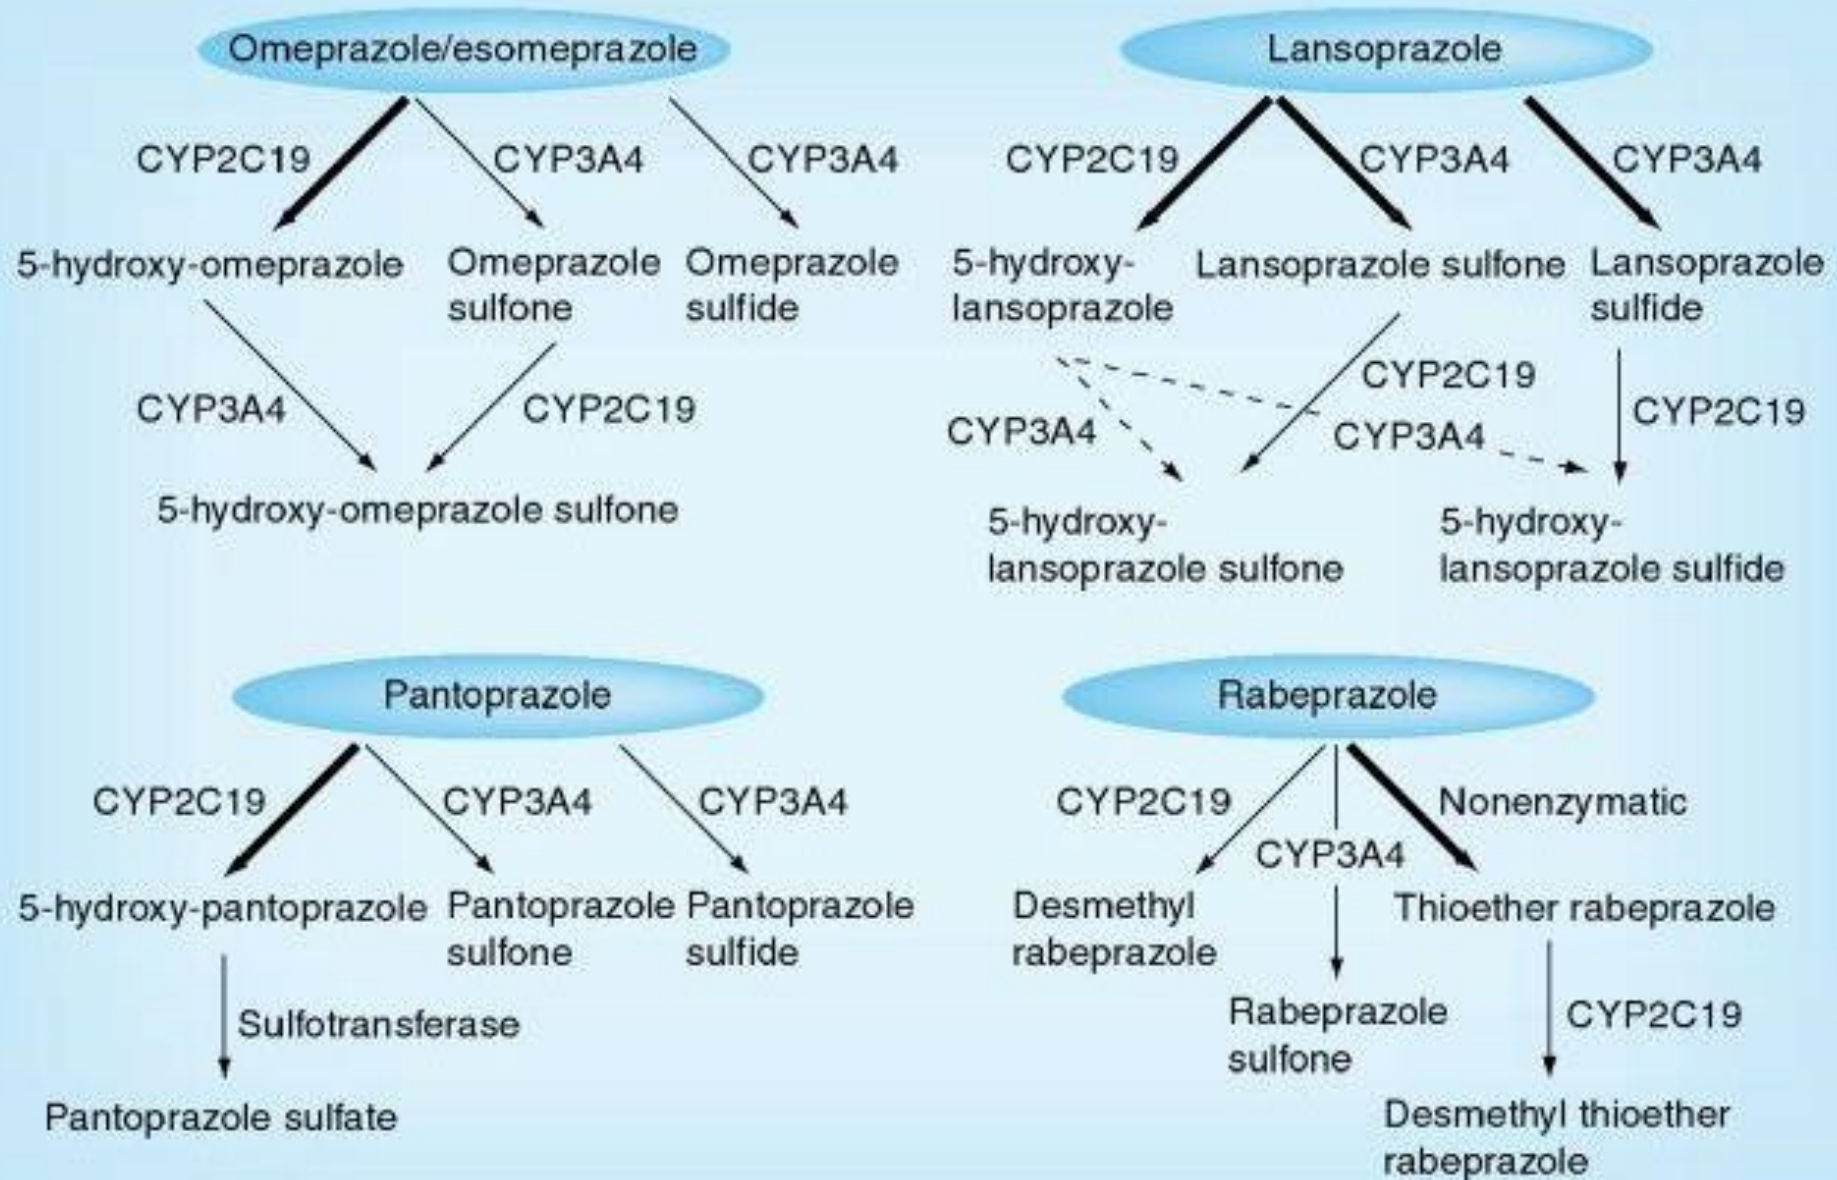 Omeprazole/esomeprazole
CYP2C19
CYP3A4
CYP3A4
5-hydroxy-omeprazole
Omeprazole
sulfone
Omeprazole
sulfide
CYP3A4
CYP2C19
5-hydroxy-omeprazole sulfone
Lansoprazole
CYP2C19
CYP3A4
CYP3A4
5-hydroxy-
lansoprazole
Lansoprazole sulfone
Lansoprazole
sulfide
CYP2C19
CYP3A4
CYP3A4
CYP2C19
5-hydroxy-
lansoprazole sulfone
5-hydroxy-
lansoprazole sulfide
Pantoprazole
CYP2C19
CYP3A4
CYP3A4
5-hydroxy-pantoprazole
Pantoprazole
sulfone
Pantoprazole
sulfide
Sulfotransferase
Pantoprazole sulfate
Rabeprazole
CYP2C19
CYP3A4
Nonenzymatic
Desmethyl
rabeprazole
Rabeprazole
sulfone
Thioether rabeprazole
CYP2C19
Desmethyl thioether
rabeprazole